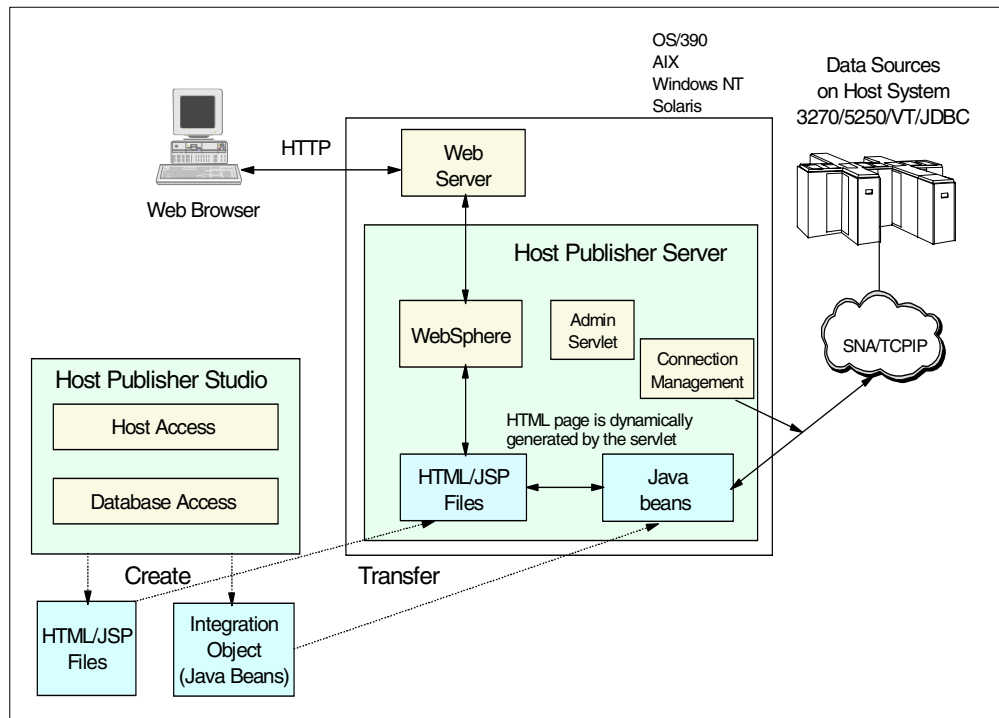 OS/390
AIX
Windows NT
Solaris
Data Sources
on Host System
3270/5250/VT/JDBC
HTTP
Web
Server
Web Browser
Host Publisher Server
WebSphere
Admin
Servlet
Connection
Management
SNA/TCPIP
Host Publisher Studio
Host Access
Database Access
HTML page is dynamically
generated by the servlet
HTML/JSP
Files
Java
beans
Create
Transfer
HTML/JSP
Files
Integration
Object
(Java Beans)